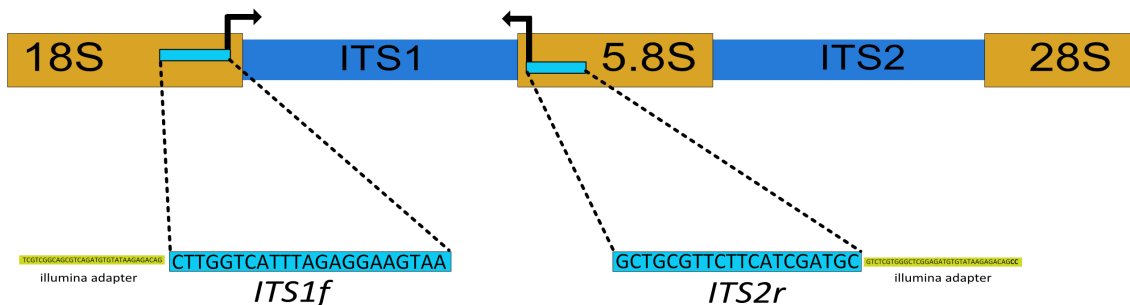 18S ITS1 5.8S ITS2 28S
TCGTCGGCAGCGTCAGATGTGTATAAGAGACAG CTTGGTCATTTAGAGGAAGTAA GCTGCGTTCTTCATCGATGC GTCTCGTGGGCTCGGAGATGTGTATAAGAGACAGCC
illumina adapter ITS1f ITS2r illumina adapter